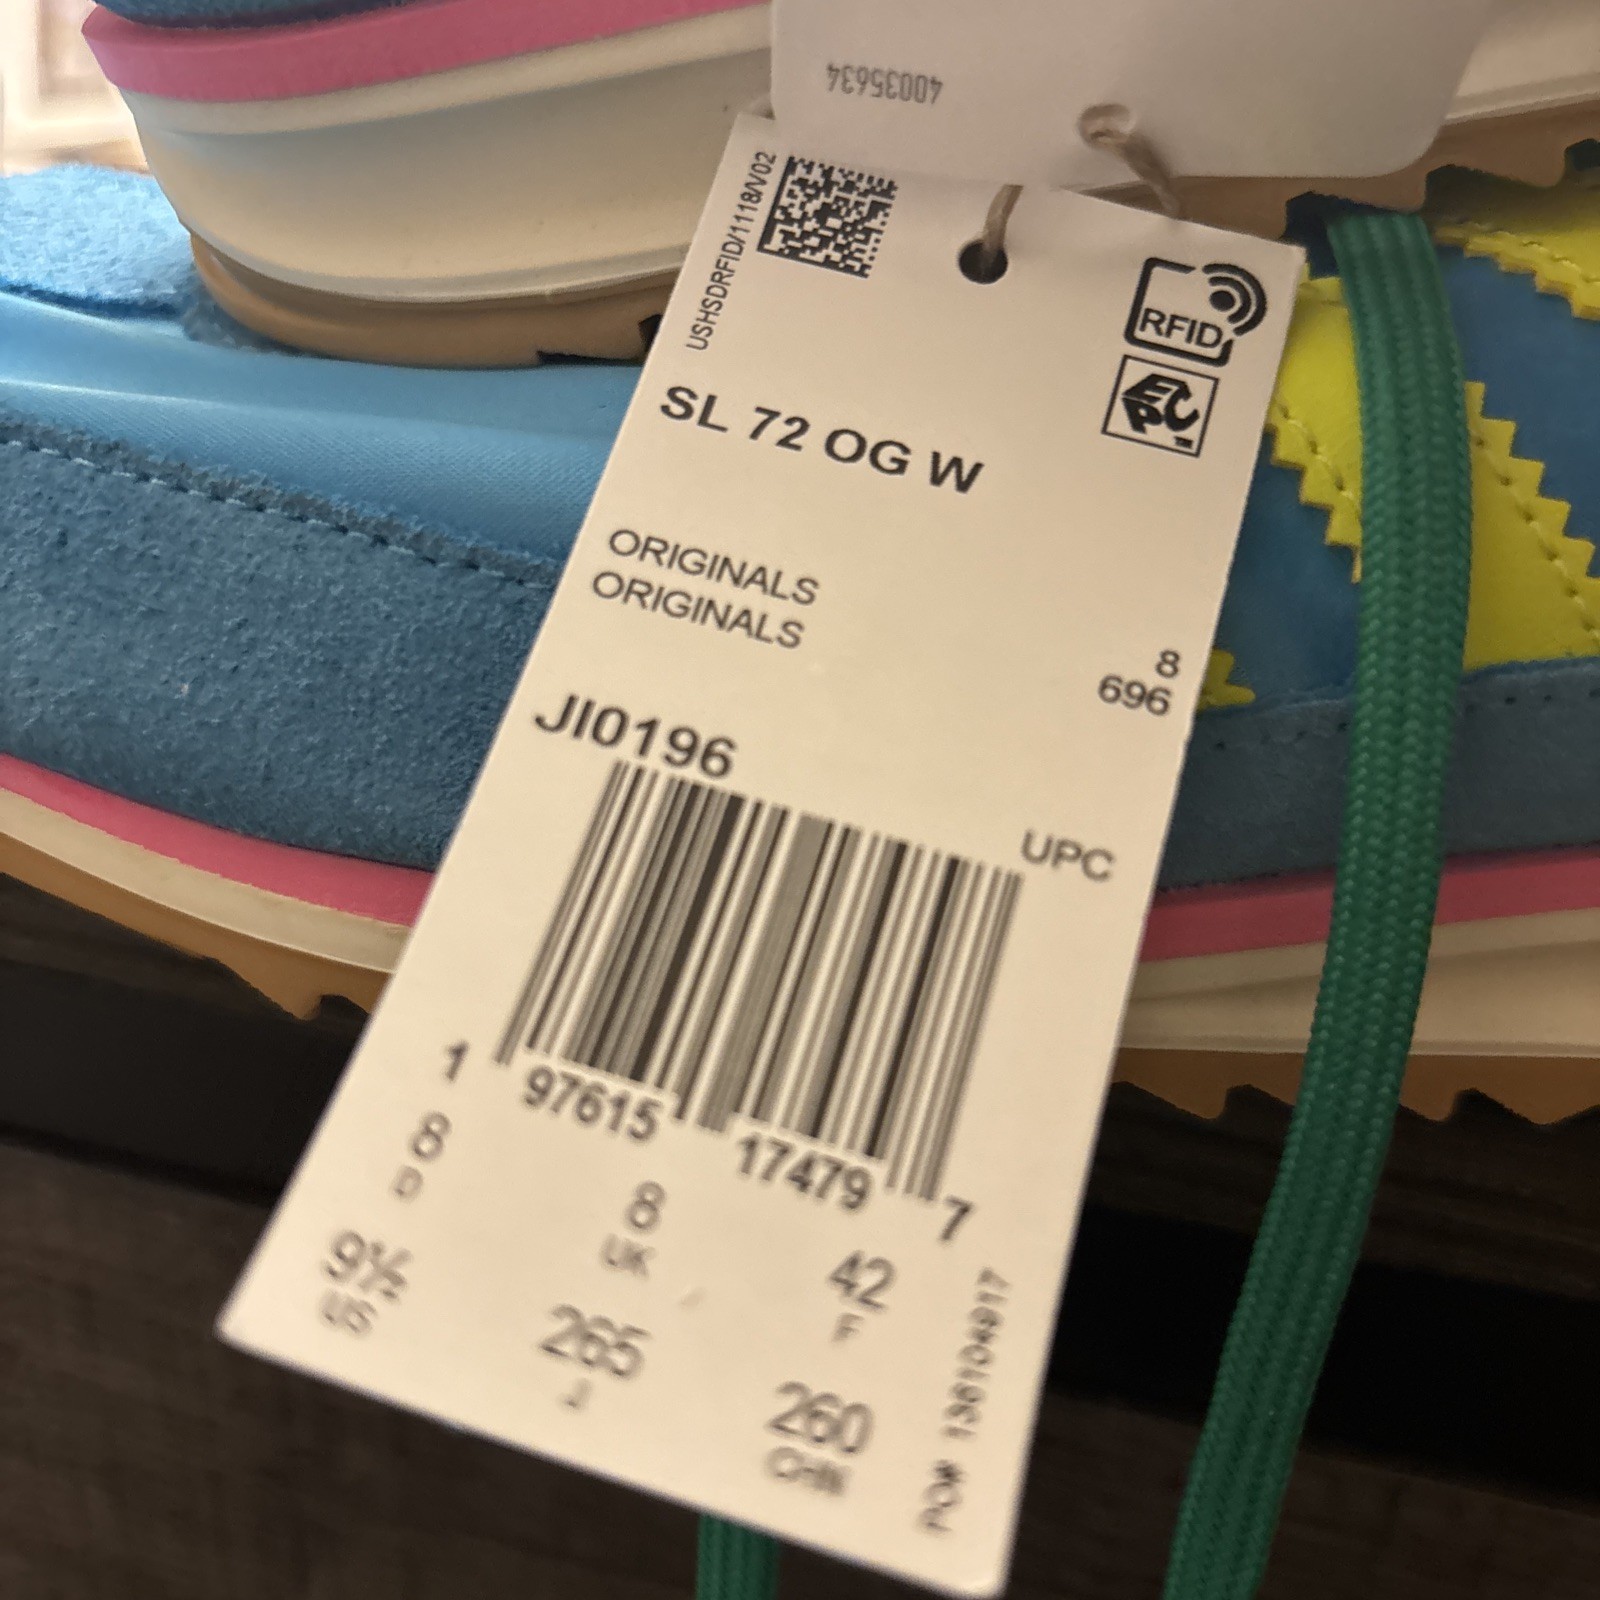 40035634
USHSDRFID/1118/V02
RFID
EPC™
SL 72 OG W
ORIGINALS
ORIGINALS
8
696
JI0196
UPC
1 97615 17479 7
8 8 42
D UK F
9½ 265 260
US J CHN
PO#